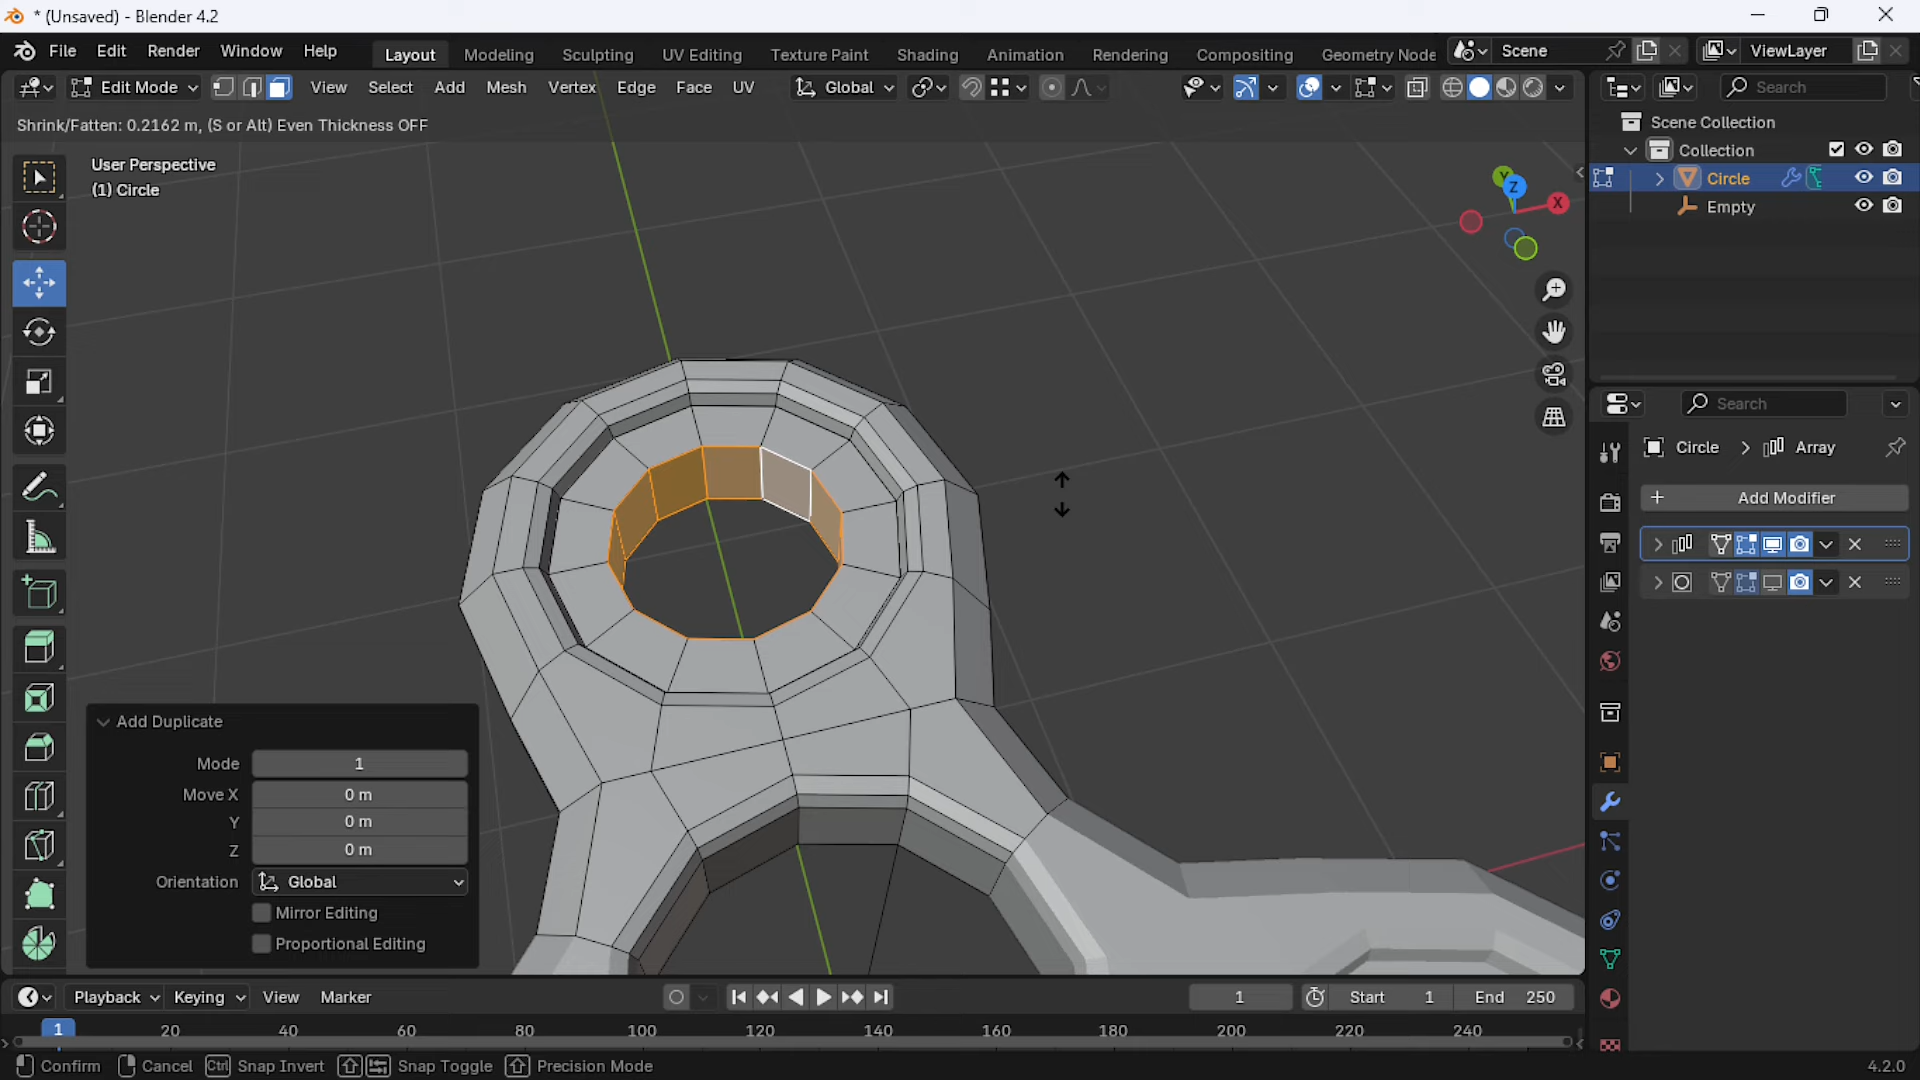 * (Unsaved) - Blender 4.2
File Edit Render Window Help
Layout Modeling Sculpting UV Editing Texture Paint Shading Animation Rendering Compositing Geometry Node
Scene ViewLayer
Edit Mode View Select Add Mesh Vertex Edge Face UV Global
Search
Shrink/Fatten: 0.2162 m, (S or Alt) Even Thickness OFF
User Perspective
(1) Circle
Y
Z
X
Scene Collection
Collection
Circle
Empty
Search
Circle > Array
+ Add Modifier
Add Duplicate
Mode 1
Move X 0 m
Y 0 m
Z 0 m
Orientation Global
Mirror Editing
Proportional Editing
Playback Keying View Marker
1 Start 1 End 250
1 20 40 60 80 100 120 140 160 180 200 220 240
Confirm Cancel Ctrl Snap Invert Snap Toggle Precision Mode
4.2.0